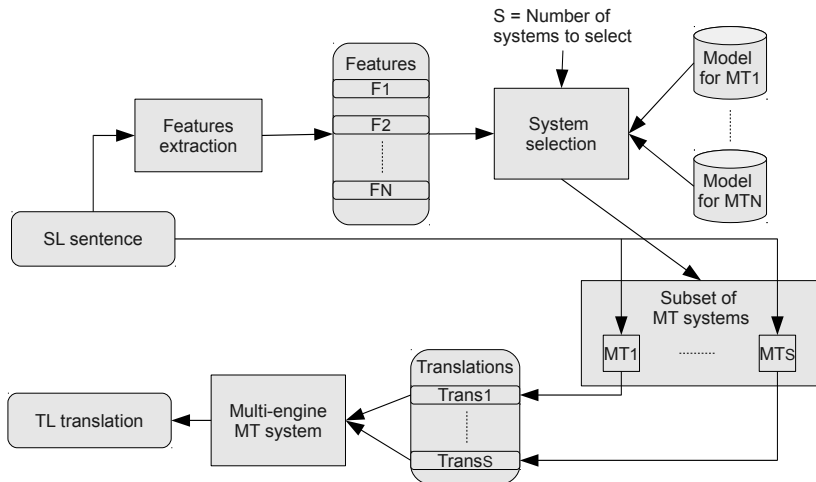 S = Number of
systems to select
Features
F1
F2
FN
Features
extraction
System
selection
Model
for MT1
Model
for MTN
SL sentence
Subset of
MT systems
MT1
MTS
Translations
Trans1
TransS
Multi-engine
MT system
TL translation